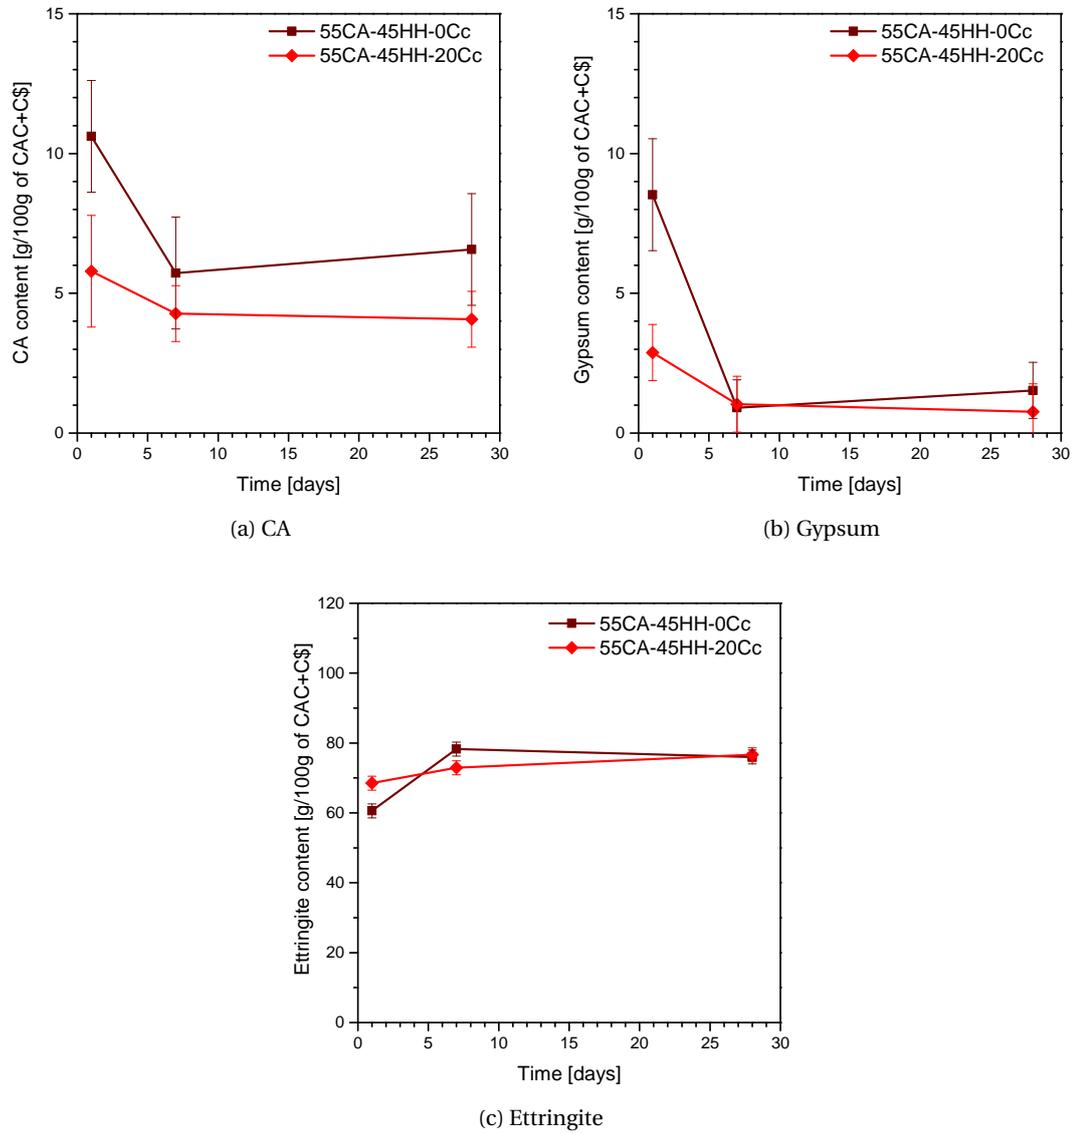 15
10
5
0
CA content [g/100g of CAC+C$]
55CA-45HH-0Cc
55CA-45HH-20Cc
0 5 10 15 20 25 30
Time [days]
(a) CA
15
10
5
0
Gypsum content [g/100g of CAC+C$]
55CA-45HH-0Cc
55CA-45HH-20Cc
0 5 10 15 20 25 30
Time [days]
(b) Gypsum
120
100
80
60
40
20
0
Ettringite content [g/100g of CAC+C$]
55CA-45HH-0Cc
55CA-45HH-20Cc
0 5 10 15 20 25 30
Time [days]
(c) Ettringite